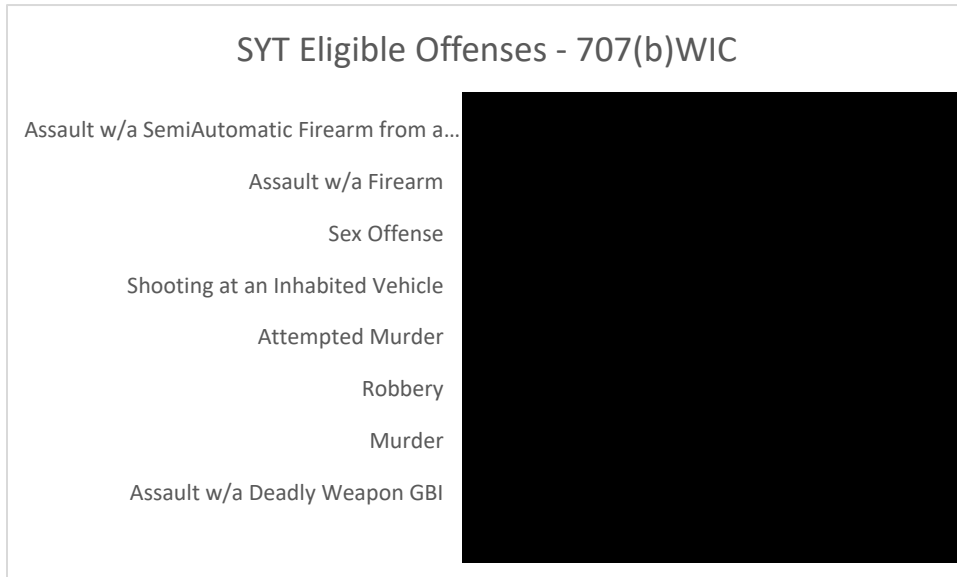 SYT Eligible Offenses - 707(b)WIC
Assault w/a SemiAutomatic Firearm from a...
Assault w/a Firearm
Sex Offense
Shooting at an Inhabited Vehicle
Attempted Murder
Robbery
Murder
Assault w/a Deadly Weapon GBI